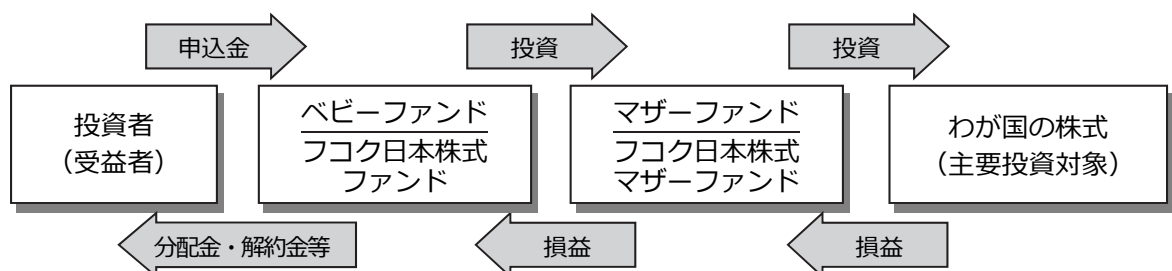 申込金
投資
投資
投資者
（受益者）
ベビーファンド
フコク日本株式
ファンド
マザーファンド
フコク日本株式
マザーファンド
わが国の株式
（主要投資対象）
分配金・解約金等
損益
損益